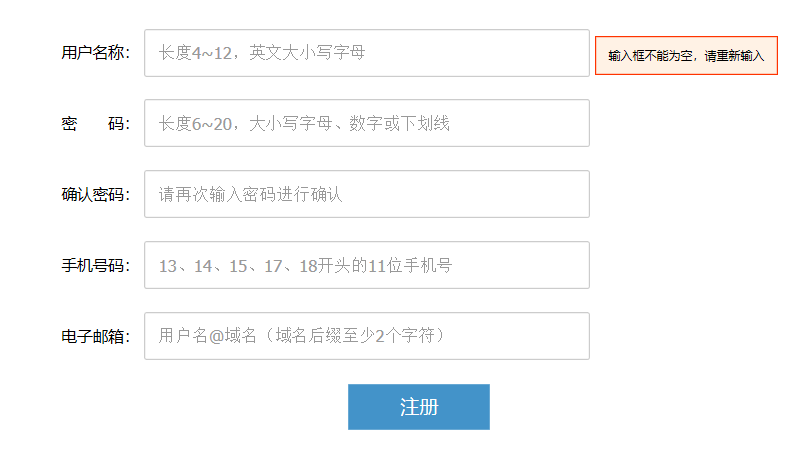 用户名称： 长度4~12，英文大小写字母 输入框不能为空，请重新输入
密　　码： 长度6~20，大小写字母、数字或下划线
确认密码： 请再次输入密码进行确认
手机号码： 13、14、15、17、18开头的11位手机号
电子邮箱： 用户名@域名（域名后缀至少2个字符）
注册